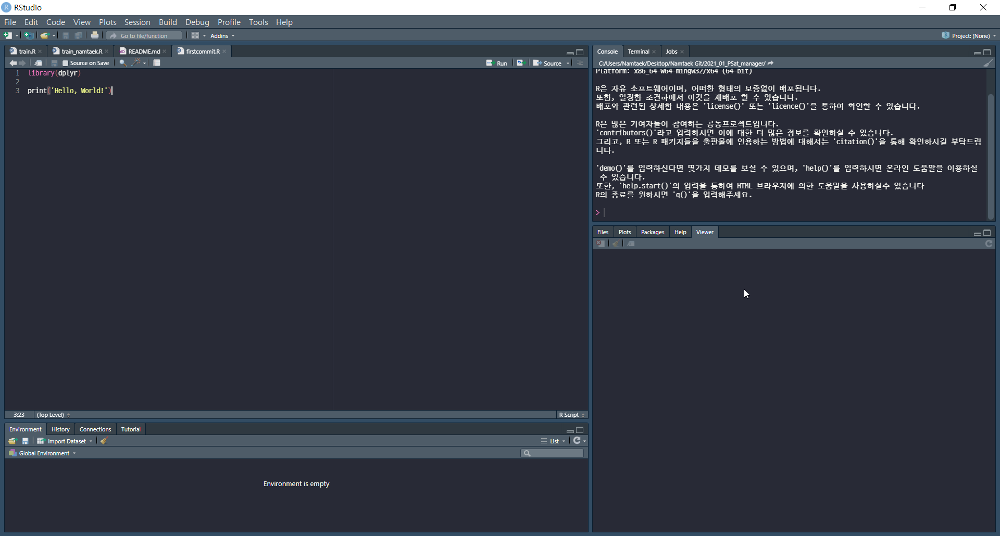 RStudio
File Edit Code View Plots Session Build Debug Profile Tools Help
Go to file/function Addins Project: (None)
train.R train_namtaek.R README.md firstcommit.R
Source on Save Run Source
1 library(dplyr)
2
3 print('Hello, World!')
3:23 (Top Level) R Script
Environment History Connections Tutorial
Import Dataset List
Global Environment
Environment is empty
Console Terminal Jobs
C:/Users/Namtaek/Desktop/Namtaek Git/2021_01_PSat_manager/
Platform: x86_64-w64-mingw32/x64 (64-bit)
R은 자유 소프트웨어이며, 어떠한 형태의 보증없이 배포됩니다.
또한, 일정한 조건하에서 이것을 재배포 할 수 있습니다.
배포와 관련된 상세한 내용은 'license()' 또는 'licence()'을 통하여 확인할 수 있습니다.
R은 많은 기여자들이 참여하는 공동프로젝트입니다.
'contributors()'라고 입력하시면 이에 대한 더 많은 정보를 확인하실 수 있습니다.
그리고, R 또는 R 패키지들을 출판물에 인용하는 방법에 대해서는 'citation()'을 통해 확인하시길 부탁드립
니다.
'demo()'를 입력하신다면 몇가지 데모를 보실 수 있으며, 'help()'를 입력하시면 온라인 도움말을 이용하실
수 있습니다.
또한, 'help.start()'의 입력을 통하여 HTML 브라우저에 의한 도움말을 사용하실수 있습니다
R의 종료를 원하시면 'q()'을 입력해주세요.
>
Files Plots Packages Help Viewer